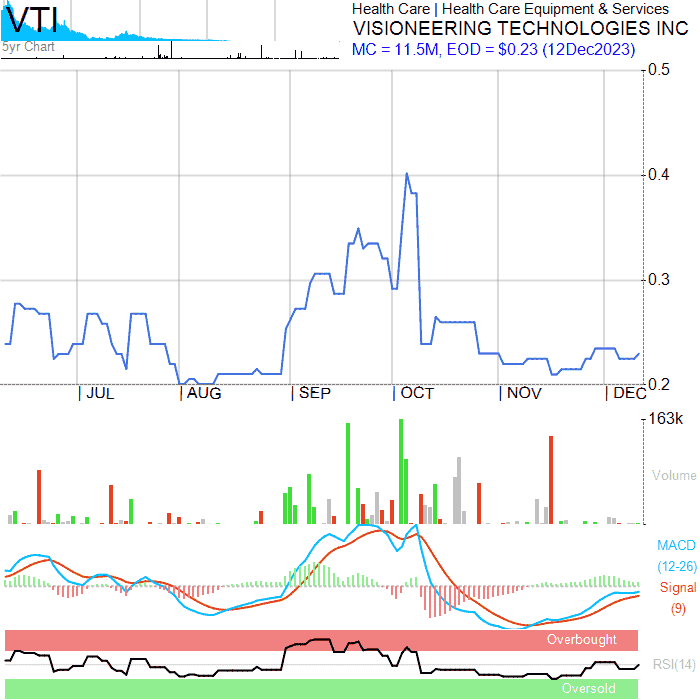 VTI
5yr Chart
Health Care | Health Care Equipment & Services
VISIONEERING TECHNOLOGIES INC
MC = 11.5M, EOD = $0.23 (12Dec2023)
0.5
0.4
0.3
0.2
JUL AUG SEP OCT NOV DEC
163k
Volume
MACD
(12-26)
Signal
(9)
Overbought
RSI(14)
Oversold